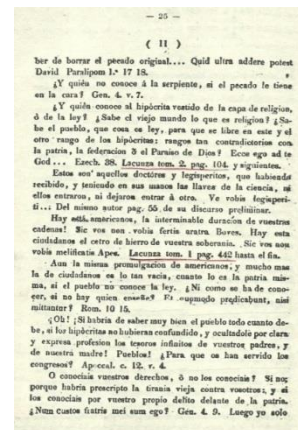 — 26 —
( II )
ber de borrar el pecado original.... Quid ultra addere potest
David Paralipom 1.° 17 18.
¿Y quién no conoce á la serpiente, si el pecado le tiene
en la cara? Gen. 4. v. 7.
¿Y quién conoce al hipócrita vestido de la capa de religion,
ó de la ley? ¿Sabe el viejo mundo lo que es religion? ¿Sa-
be el pueblo, que cosa es ley, para que se libre en este y el
otro rango de los hipócritas; rangos tan contradictorios con
la patria, la federacion ó el Paraiso de Dios? Ecce ego ad te
God... Ezech. 38. Lacunza tom. 2. pag. 104. y siguientes.
Estos son aquellos doctores y legisperitos, que habiendo
recibido, y teniendo en sus manos las llaves de la ciencia, ni
ellos entraron, ni dejaron entrar á otro. Ve vobis legisperi-
ti... Del mismo autor pag. 55. de su discurso preliminar.
Hay está, americanos, la interminable duracion de vuestras
cadenas! Sic vos non vobis fertis aratra Boves. Hay esta
ciudadanos el cetro de hierro de vuestra soberanía. Sic vos non
vobis melificatis Apes. Lacunza tom. 1 pag. 442 hasta el fin.
Aun la misma promulgacion de americanos; y mucho mas
la de ciudadanos es lo tan vacía, cuanto lo es la patria mis-
ma, si el pueblo no conoce la ley. ¿Ni como se ha de cono-
cer, si no hay quien enseñe? Et quomodo predicabunt, nisi
mittantur? Rom. 10 15.
¿Oh! ¡Si habria de saber muy bien el pueblo todo cuanto de-
be, si los hipócritas no hubieran confundido, y ocultadole por clara
y expresa profesion los tesoros infinitos de vuestros padres, y
de nuestra madre! Pueblos! ¿Para que os han servido los
congresos? Apocal. c. 12. v. 4.
O conociais vuestros derechos, ó no los conociais? Si no;
porque habria prescripto la tirania vieja contra vosotros; y si
los conociais por vuestro propio delito delante de la patria.
¿Num custos fratris mei sum ego? Gén. 4. 9. Luego yo solo